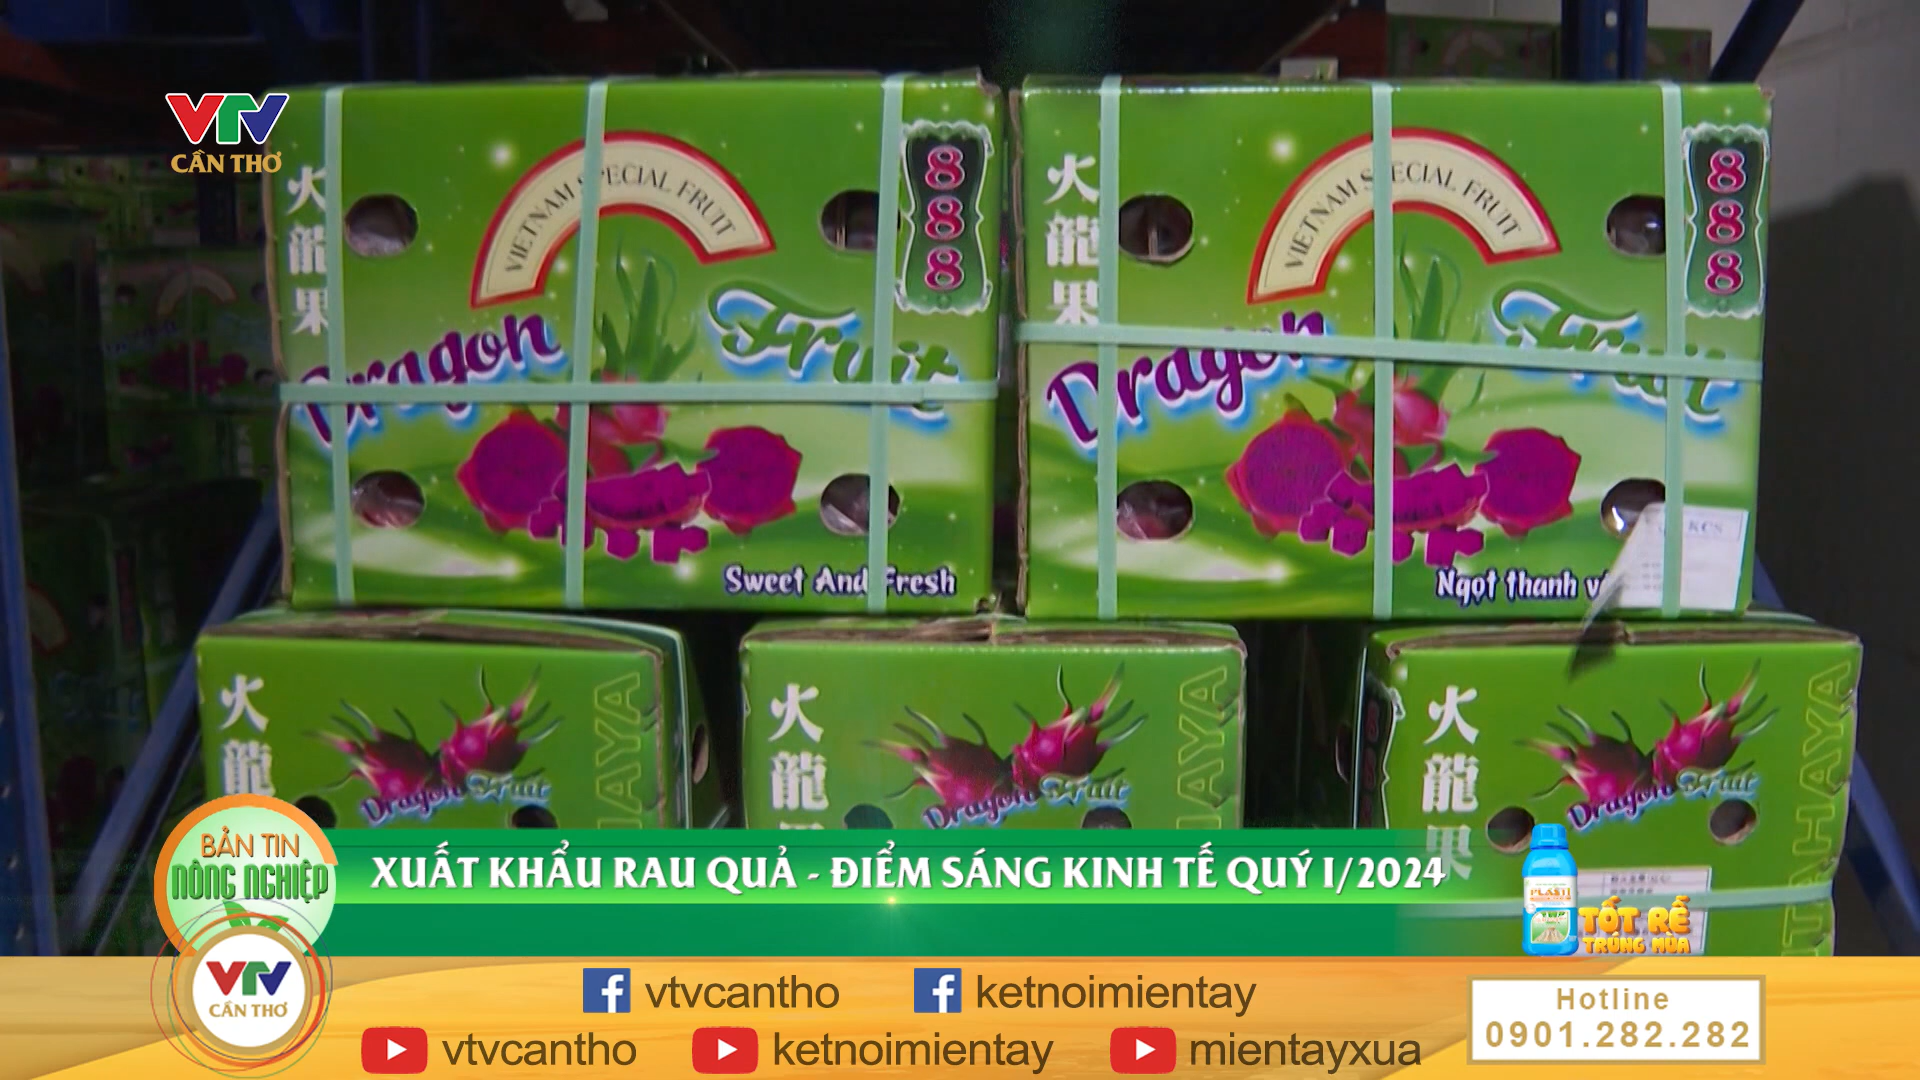 VTV
CẦN THƠ
火龍果
VIETNAM SPECIAL FRUIT
888
Dragon Fruit
Sweet And Fresh
火龍果
VIETNAM SPECIAL FRUIT
888
Dragon Fruit
Ngọt thanh
KCS
火龍
Dragon Fruit
火龍
Dragon Fruit
火龍果
Dragon Fruit
PITAHAYA
BẢN TIN
NÔNG NGHIỆP
XUẤT KHẨU RAU QUẢ - ĐIỂM SÁNG KINH TẾ QUÝ I/2024
PLASTI
TỐT RỄ
TRÚNG MÙA
VTV
CẦN THƠ
vtvcantho
ketnoimientay
vtvcantho
ketnoimientay
mientayxua
Hotline
0901.282.282